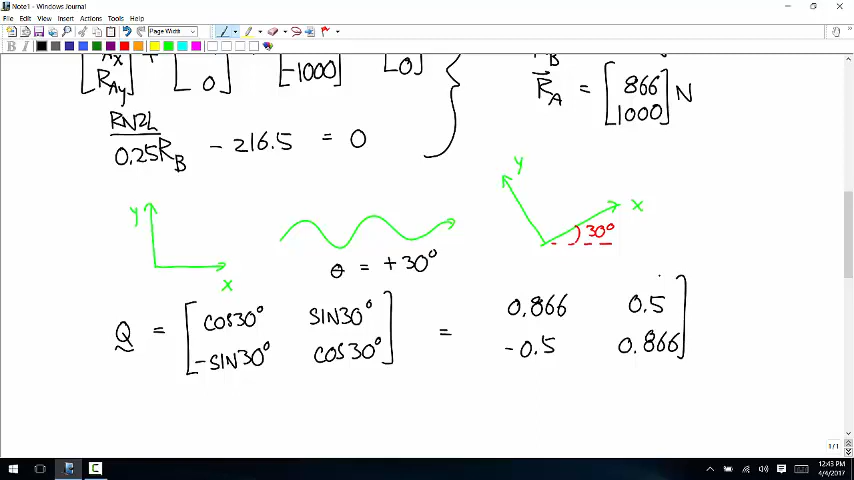 Note1 - Windows Journal
File Edit View Insert Actions Tools Help
Page Width
B I
R_Ay 0 -1000 0
R_B
R_A = [866 1000] N
RN2L
0.25R_B - 216.5 = 0
y x
θ = +30°
y x 30°
Q = [COS30° SIN30°
-SIN30° COS30°]
= 0.866 0.5
-0.5 0.866]
1/1
12:43 PM
4/4/2017